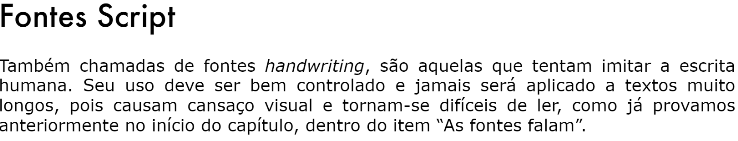 Fontes Script
Também chamadas de fontes handwriting, são aquelas que tentam imitar a escrita
humana. Seu uso deve ser bem controlado e jamais será aplicado a textos muito
longos, pois causam cansaço visual e tornam-se difíceis de ler, como já provamos
anteriormente no início do capítulo, dentro do item “As fontes falam”.